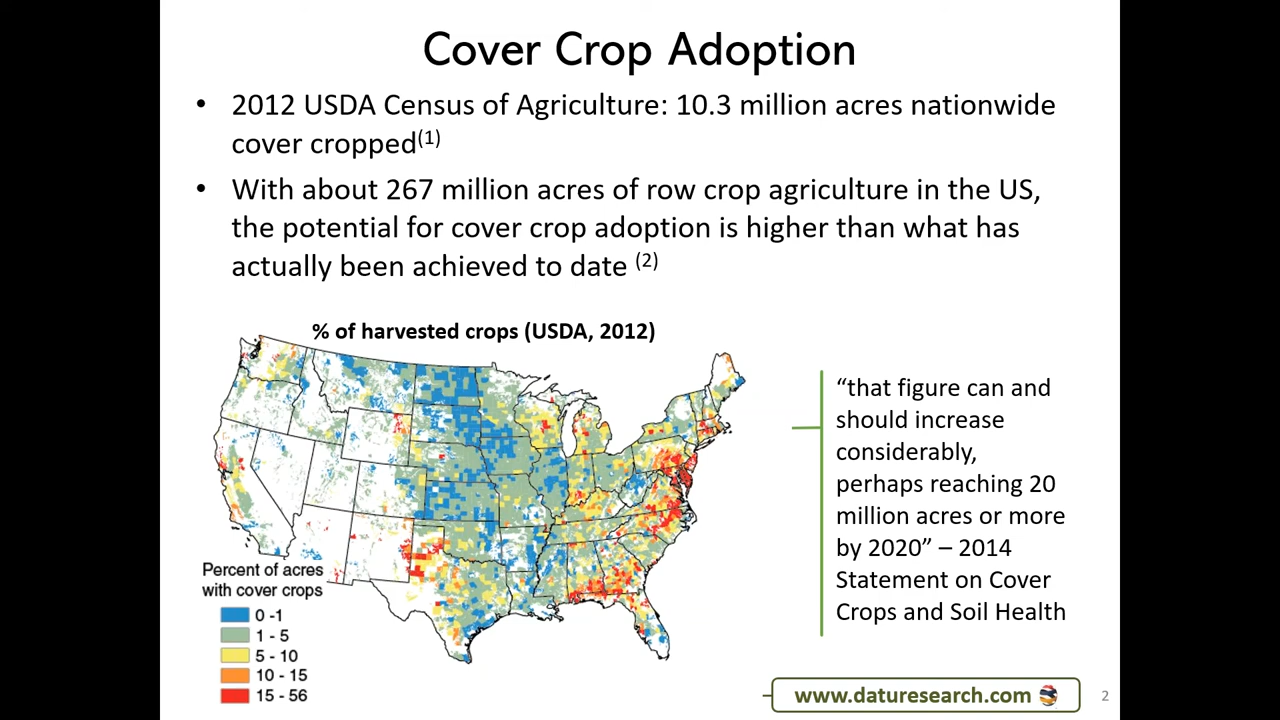 Cover Crop Adoption
• 2012 USDA Census of Agriculture: 10.3 million acres nationwide
cover cropped(1)
• With about 267 million acres of row crop agriculture in the US,
the potential for cover crop adoption is higher than what has
actually been achieved to date (2)
% of harvested crops (USDA, 2012)
Percent of acres
with cover crops
0 -1
1 - 5
5 - 10
10 - 15
15 - 56
“that figure can and
should increase
considerably,
perhaps reaching 20
million acres or more
by 2020” – 2014
Statement on Cover
Crops and Soil Health
www.daturesearch.com
2